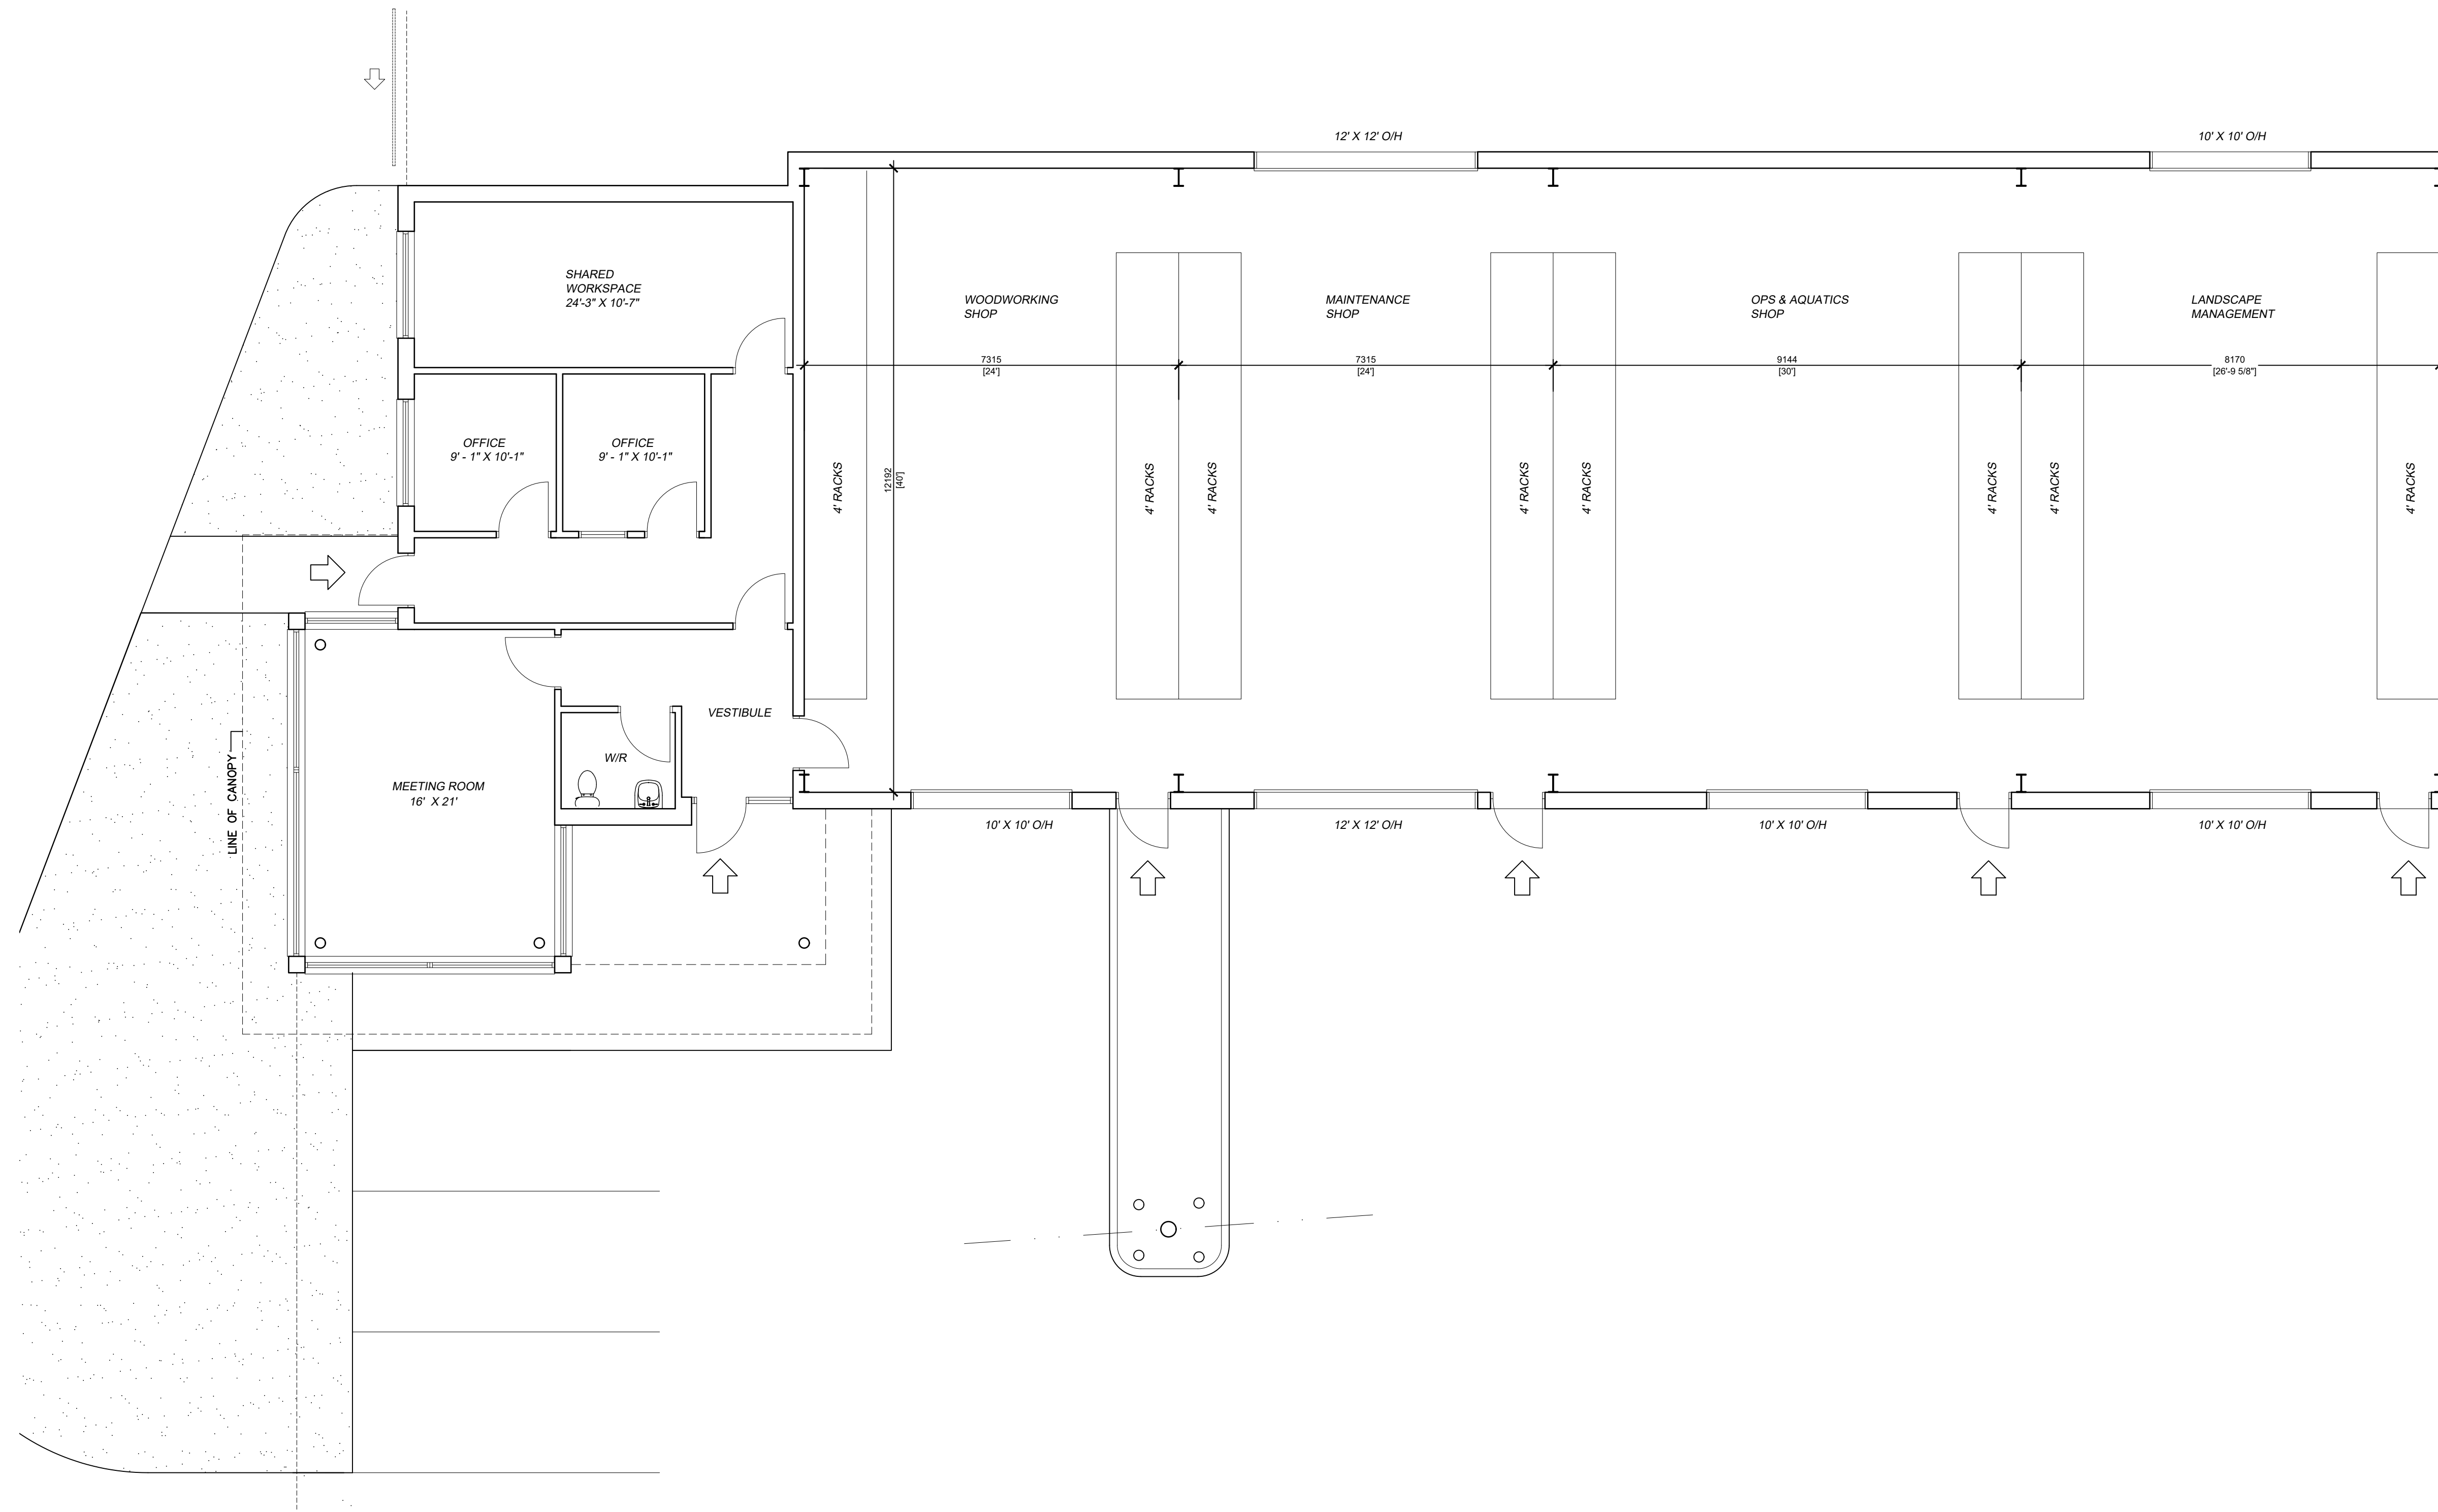 12' X 12' O/H
10' X 10' O/H
SHARED
WORKSPACE
24'-3" X 10'-7"
WOODWORKING
SHOP
MAINTENANCE
SHOP
OPS & AQUATICS
SHOP
LANDSCAPE
MANAGEMENT
7315
[24']
7315
[24']
9144
[30']
8170
[26'-9 5/8"]
OFFICE
9' - 1" X 10'-1"
OFFICE
9' - 1" X 10'-1"
4' RACKS
12192
[40']
4' RACKS
4' RACKS
4' RACKS
4' RACKS
4' RACKS
4' RACKS
4' RACKS
VESTIBULE
W/R
MEETING ROOM
16' X 21'
LINE OF CANOPY
10' X 10' O/H
12' X 12' O/H
10' X 10' O/H
10' X 10' O/H